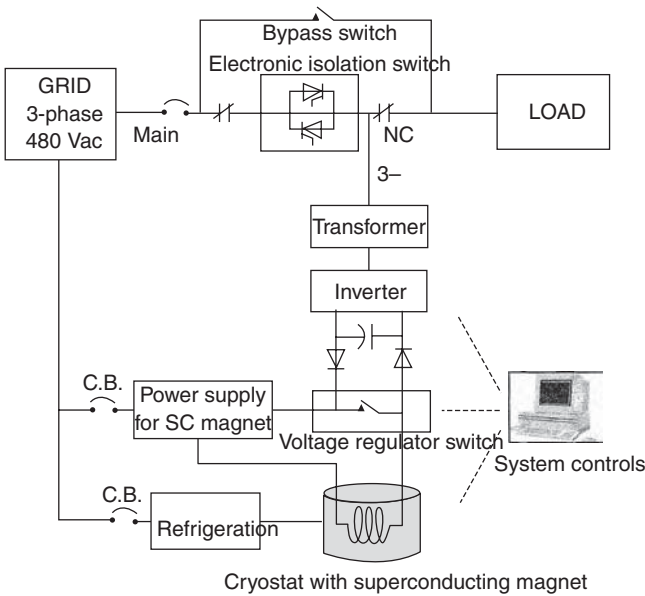 Bypass switch
Electronic isolation switch
GRID
3-phase
480 Vac
Main
NC
LOAD
3–
Transformer
Inverter
C.B.
Power supply
for SC magnet
Voltage regulator switch
System controls
C.B.
Refrigeration
Cryostat with superconducting magnet